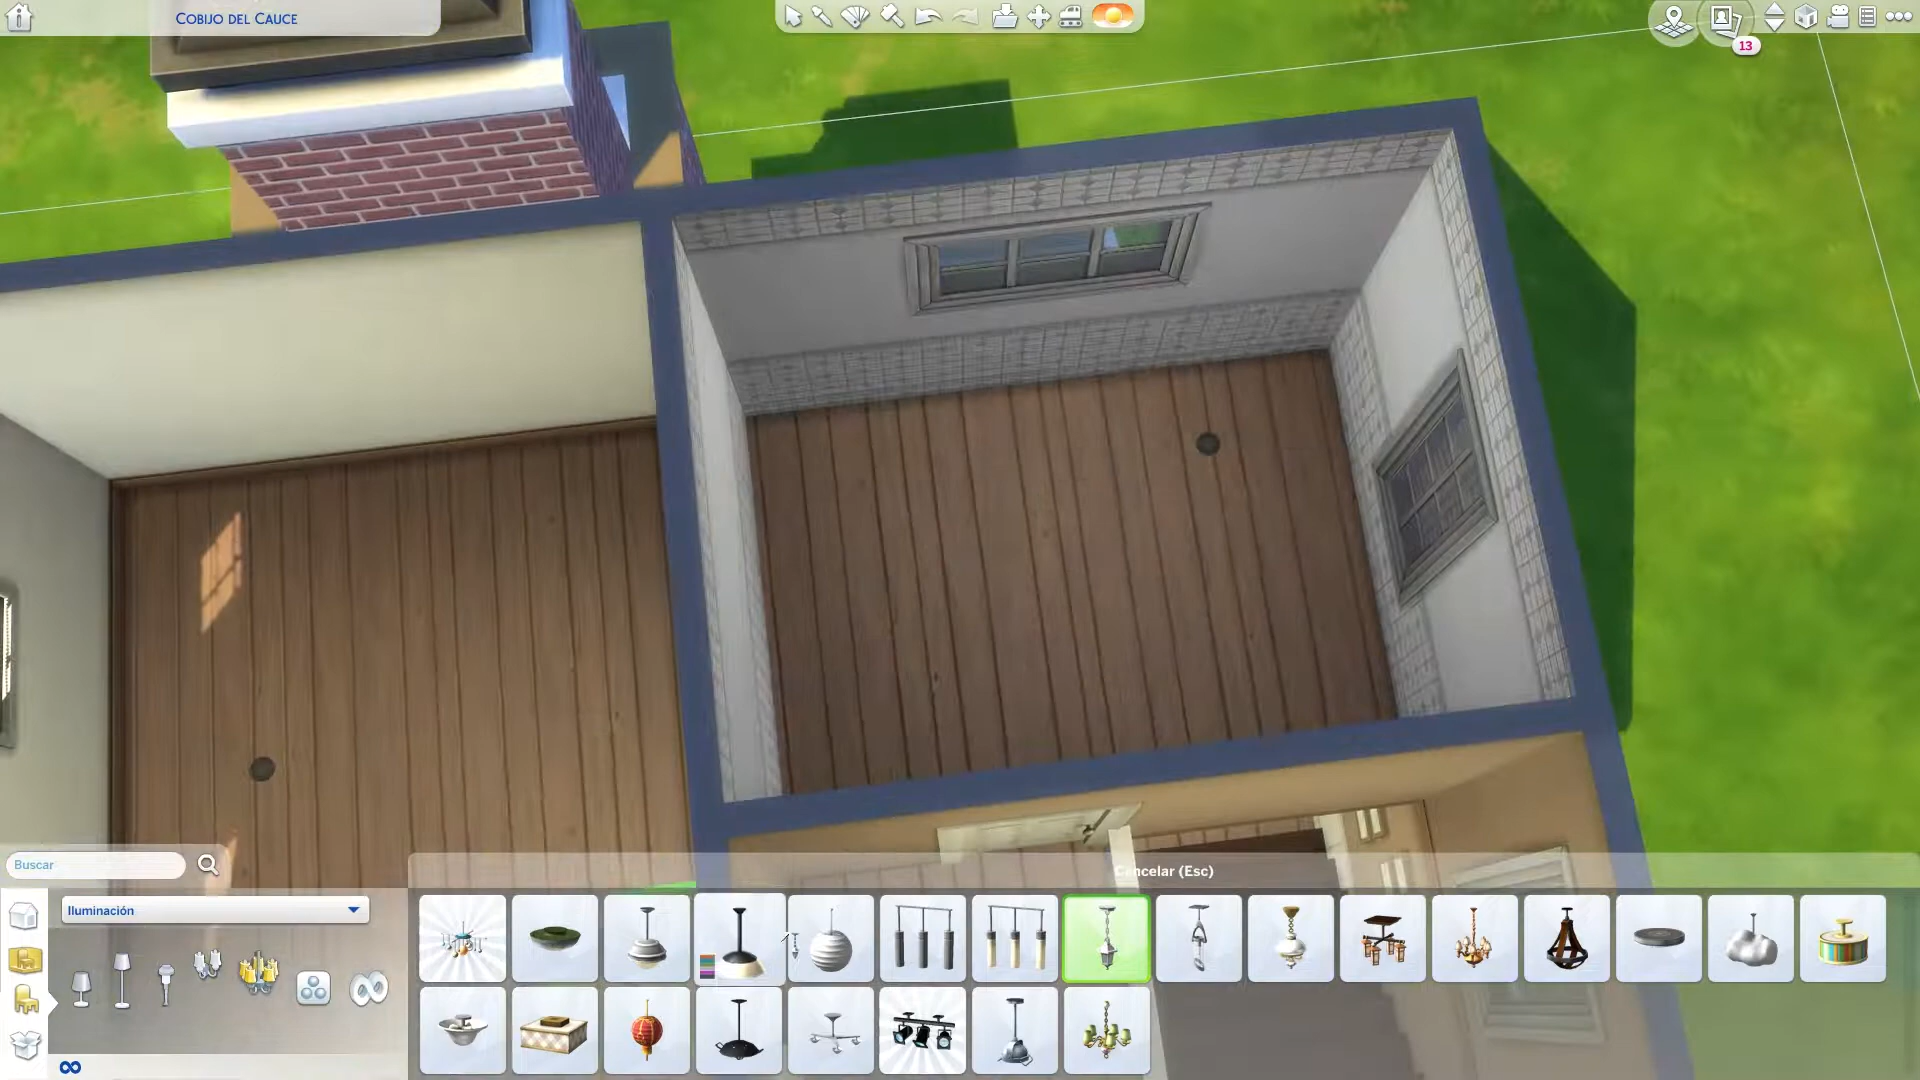 COBIJO DEL CAUCE
13
Buscar
Cancelar (Esc)
Iluminación